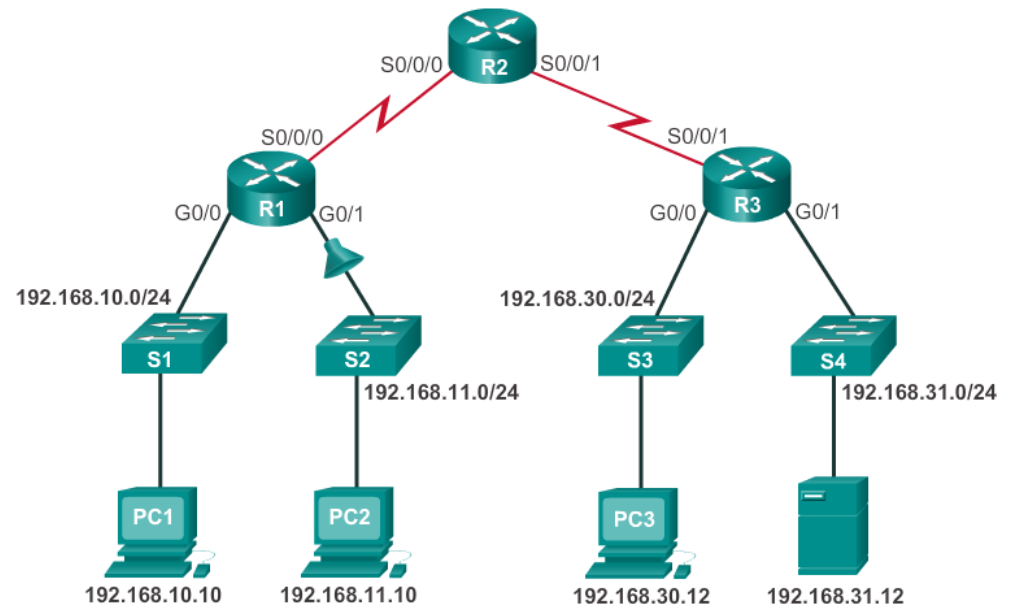 R2
S0/0/0
S0/0/1
S0/0/0
S0/0/1
R1
R3
G0/0
G0/1
G0/0
G0/1
192.168.10.0/24
192.168.30.0/24
S1
S2
S3
S4
192.168.11.0/24
192.168.31.0/24
PC1
PC2
PC3
192.168.10.10
192.168.11.10
192.168.30.12
192.168.31.12